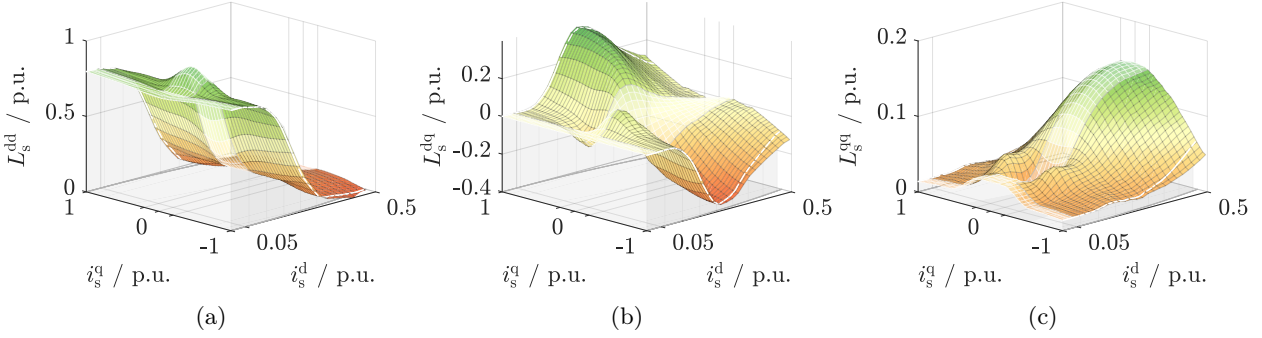 1
0.5
0
L_s^dd / p.u.
1
0
-1
i_s^q / p.u.
0.05
0.5
i_s^d / p.u.
(a)
0.2
0
-0.2
-0.4
L_s^dq / p.u.
1
0
-1
i_s^q / p.u.
0.05
0.5
i_s^d / p.u.
(b)
0.2
0.1
0
L_s^qq / p.u.
1
0
-1
i_s^q / p.u.
0.05
0.5
i_s^d / p.u.
(c)